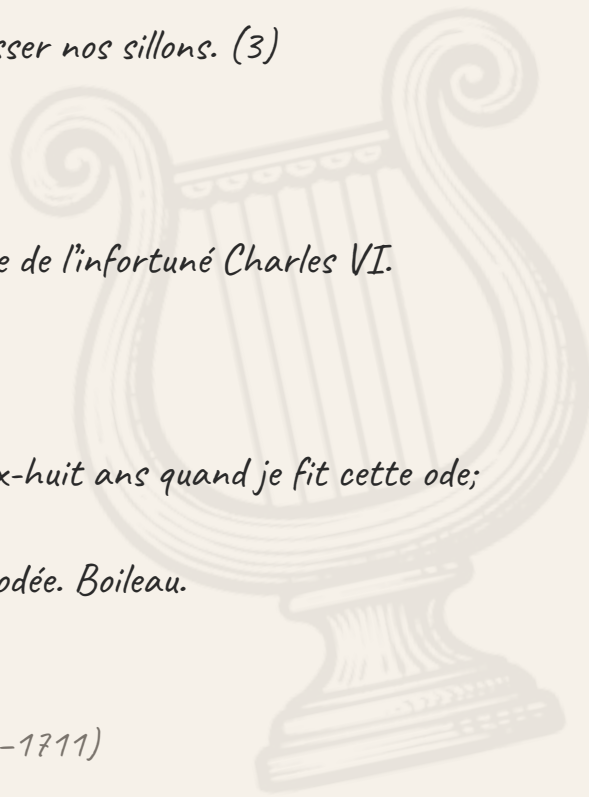 sser nos sillons. (3)
e de l'infortuné Charles VI.
x-huit ans quand je fit cette ode;
odée. Boileau.
–1711)